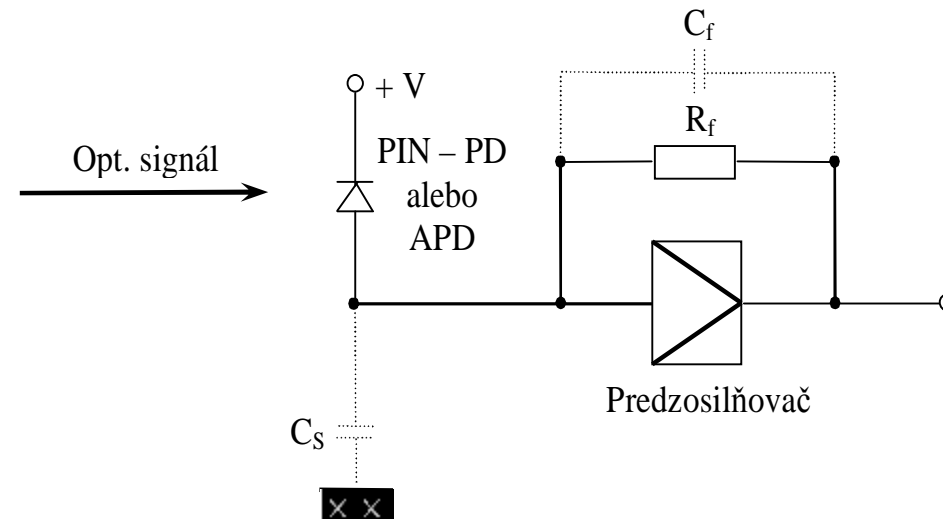 C_f
+ V
R_f
Opt. signál
PIN – PD
alebo
APD
Predzosilňovač
C_S